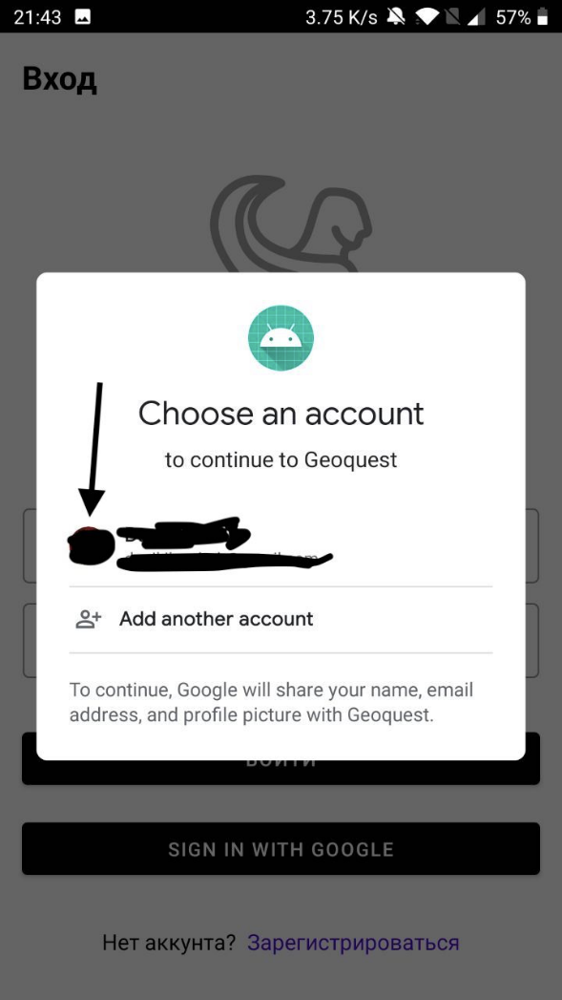 21:43 3.75 K/s 57%
Вход
Choose an account
to continue to Geoquest
Add another account
To continue, Google will share your name, email
address, and profile picture with Geoquest.
ВОЙТИ
SIGN IN WITH GOOGLE
Нет аккунта? Зарегистрироваться